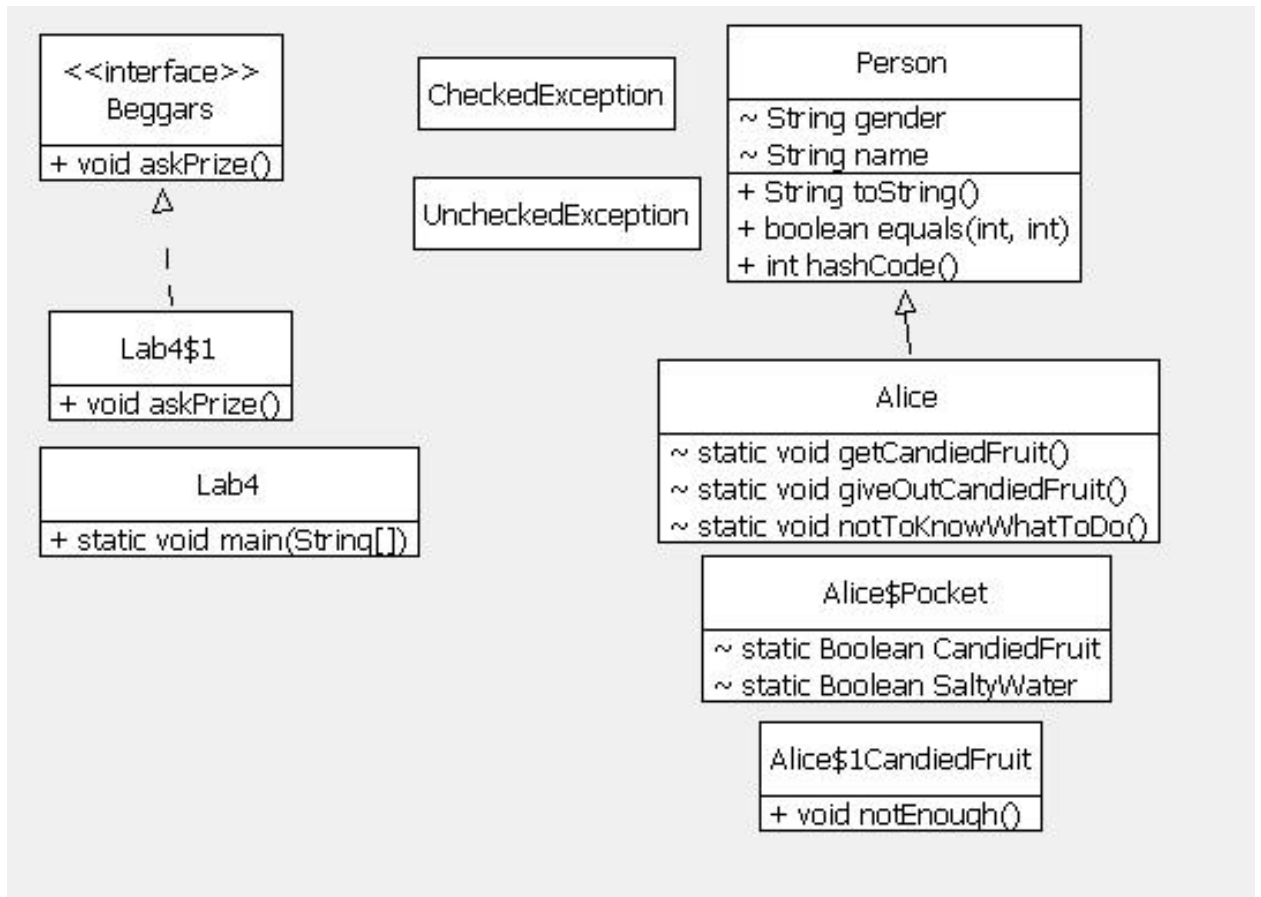 <<interface>>
Beggars
+ void askPrize()
Lab4$1
+ void askPrize()
Lab4
+ static void main(String[])
CheckedException
UncheckedException
Person
~ String gender
~ String name
+ String toString()
+ boolean equals(int, int)
+ int hashCode()
Alice
~ static void getCandiedFruit()
~ static void giveOutCandiedFruit()
~ static void notToKnowWhatToDo()
Alice$Pocket
~ static Boolean CandiedFruit
~ static Boolean SaltyWater
Alice$1CandiedFruit
+ void notEnough()